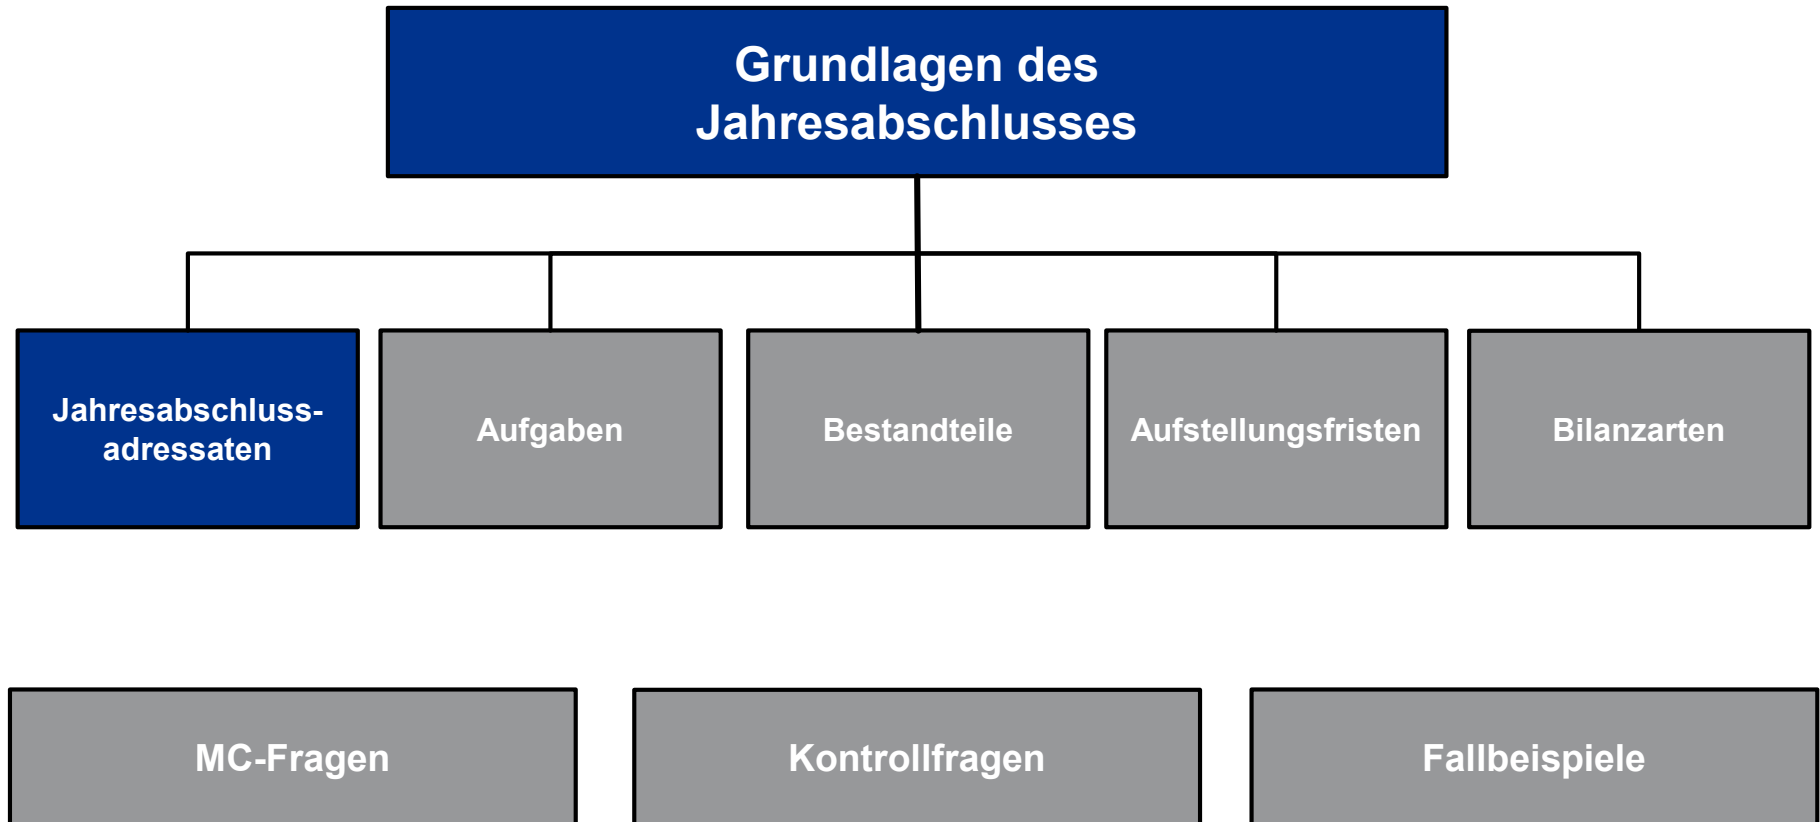 Grundlagen des
Jahresabschlusses
Jahresabschluss-
adressaten
Aufgaben
Bestandteile
Aufstellungsfristen
Bilanzarten
MC-Fragen
Kontrollfragen
Fallbeispiele